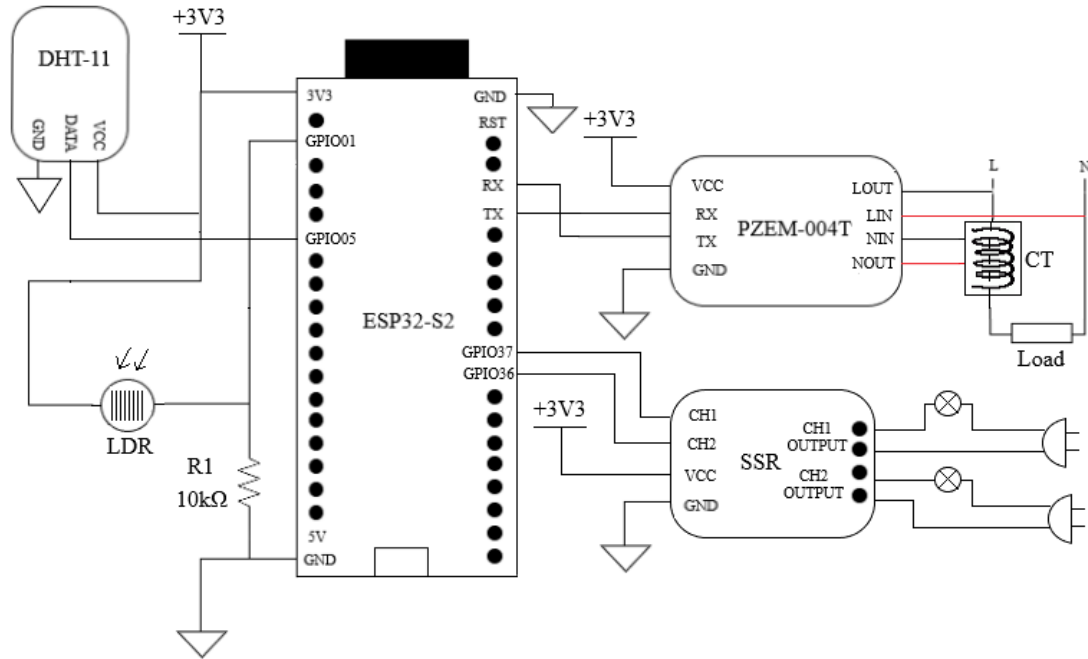 +3V3
DHT-11
GND
DATA
VCC
3V3
GPIO01
GPIO05
5V
GND
ESP32-S2
GND
RST
RX
TX
GPIO37
GPIO36
LDR
R1
10kΩ
+3V3
VCC
RX
TX
GND
PZEM-004T
LOUT
LIN
NIN
NOUT
L
N
CT
Load
+3V3
CH1
CH2
VCC
GND
SSR
CH1
OUTPUT
CH2
OUTPUT